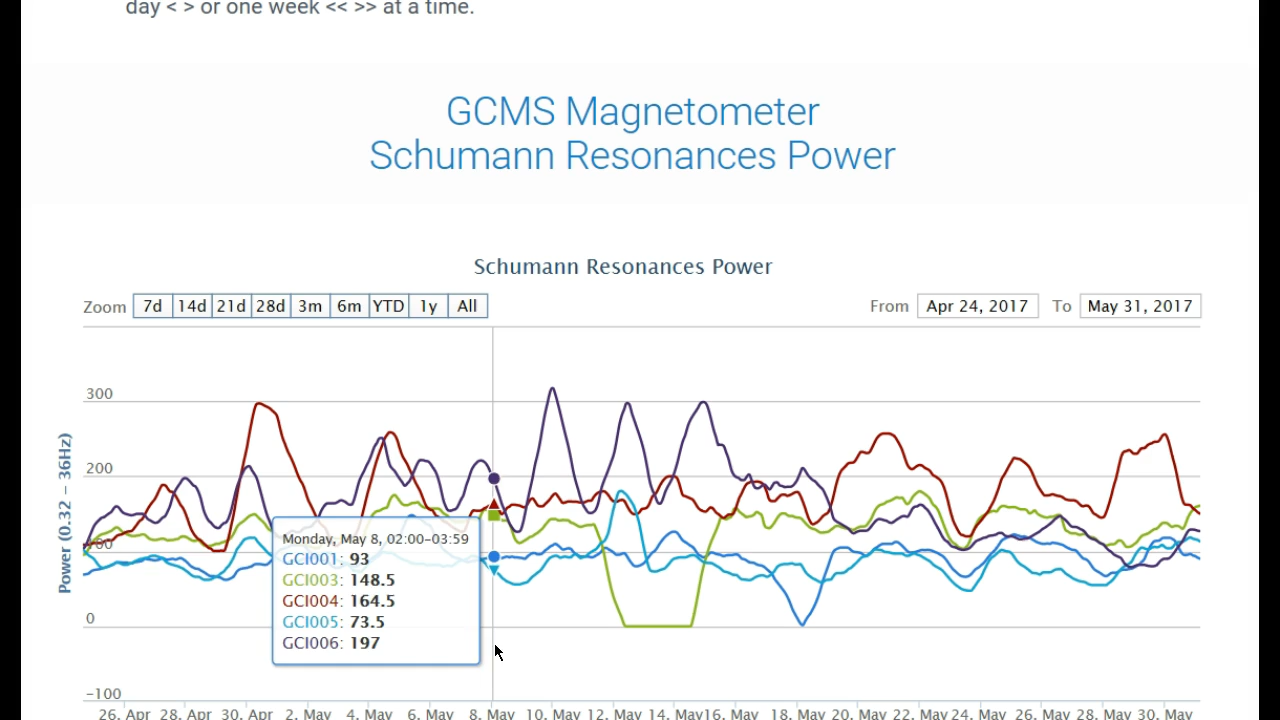 day < > or one week << >> at a time.
GCMS Magnetometer
Schumann Resonances Power
Schumann Resonances Power
Zoom 7d 14d 21d 28d 3m 6m YTD 1y All From Apr 24, 2017 To May 31, 2017
Power (0.32 – 36Hz)
300
200
100
0
−100
Monday, May 8, 02:00–03:59
GCI001: 93
GCI003: 148.5
GCI004: 164.5
GCI005: 73.5
GCI006: 197
26. Apr 28. Apr 30. Apr 2. May 4. May 6. May 8. May 10. May 12. May 14. May 16. May 18. May 20. May 22. May 24. May 26. May 28. May 30. May